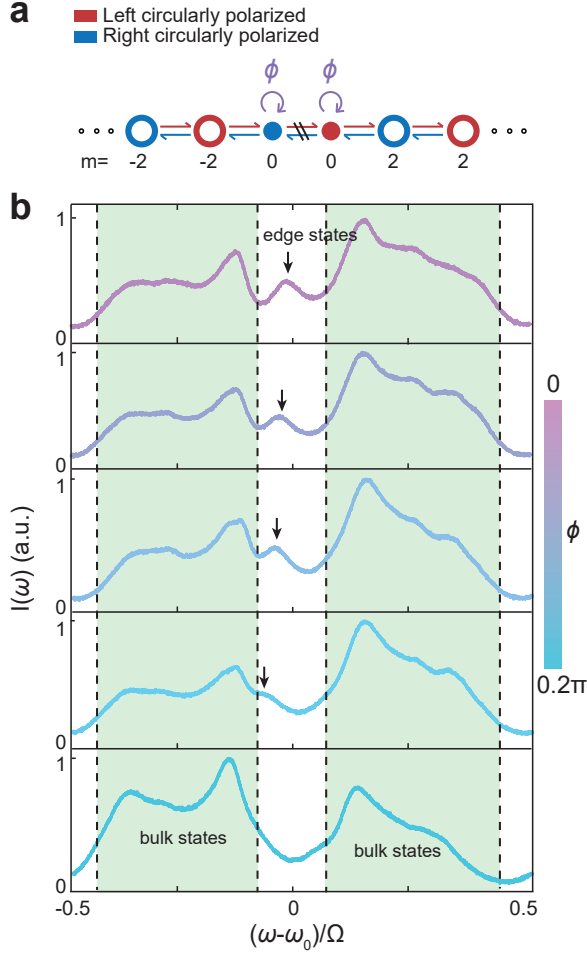 a
Left circularly polarized
Right circularly polarized
ϕ ϕ
m= -2 -2 0 0 2 2
b
edge states
1
0
1
0
1
0
1
0
1
0
bulk states bulk states
I(ω) (a.u.)
-0.5 0 0.5
(ω-ω₀)/Ω
0
ϕ
0.2π